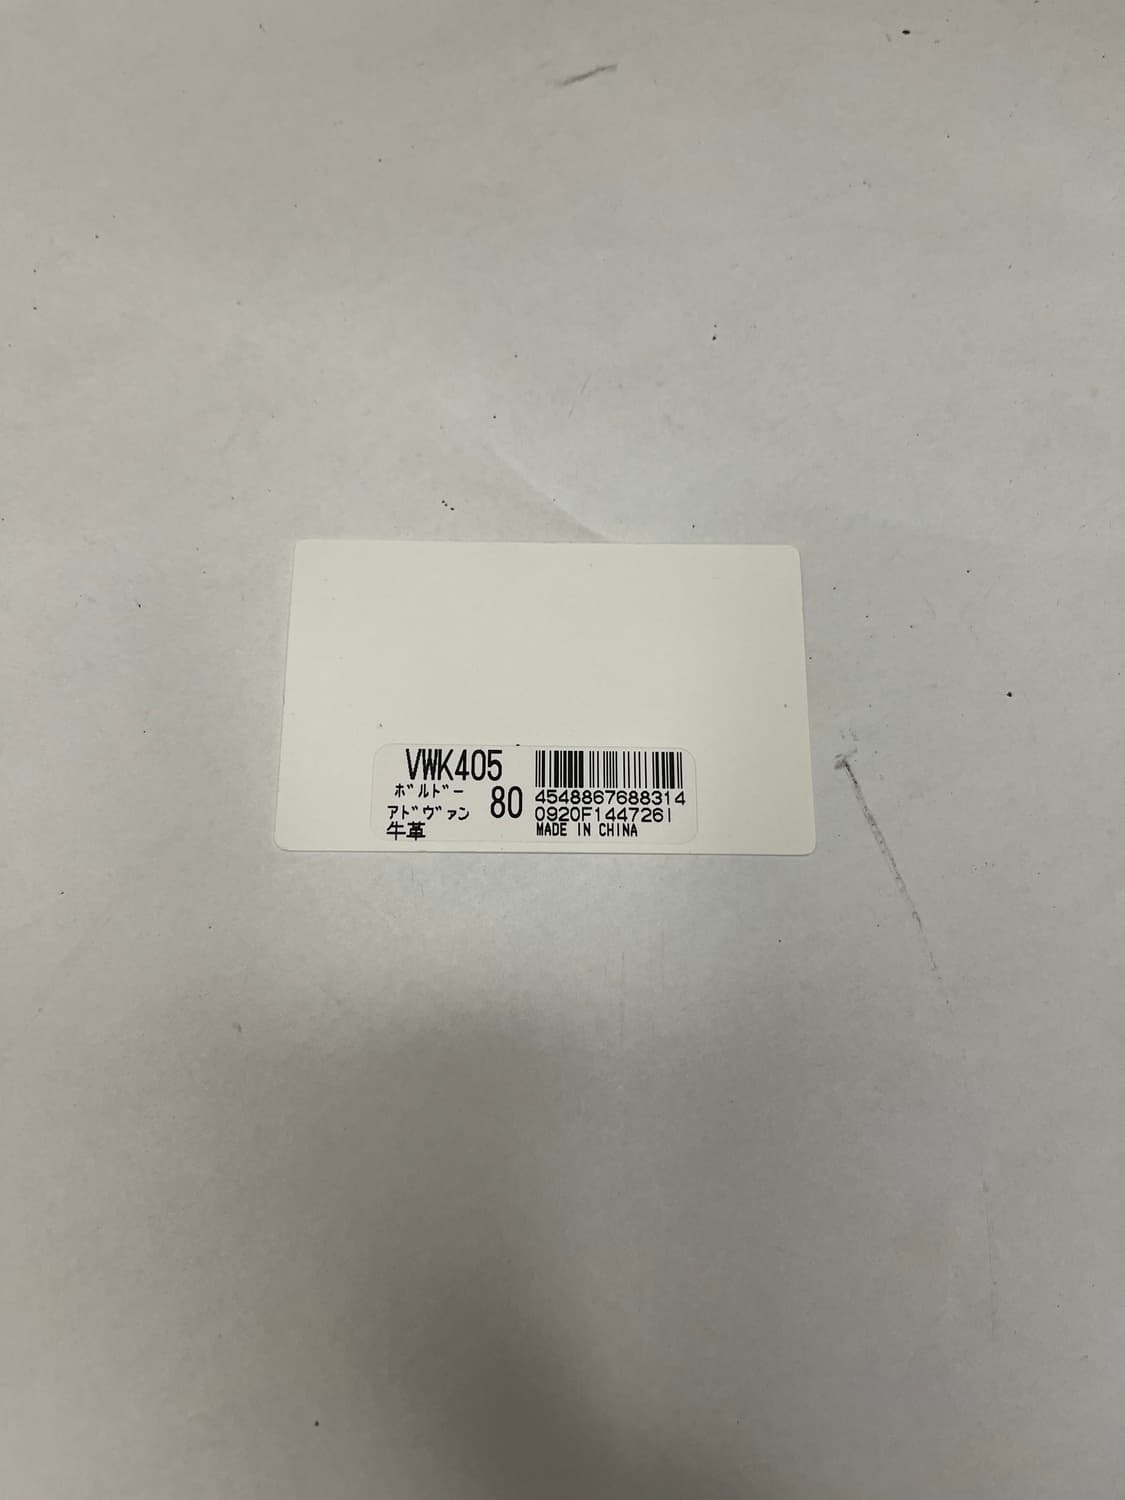 VWK405
ﾎﾞﾙﾄﾞｰ
ｱﾄﾞｳﾞｧﾝ 80
牛革
4548867688314
0920F1447261
MADE IN CHINA